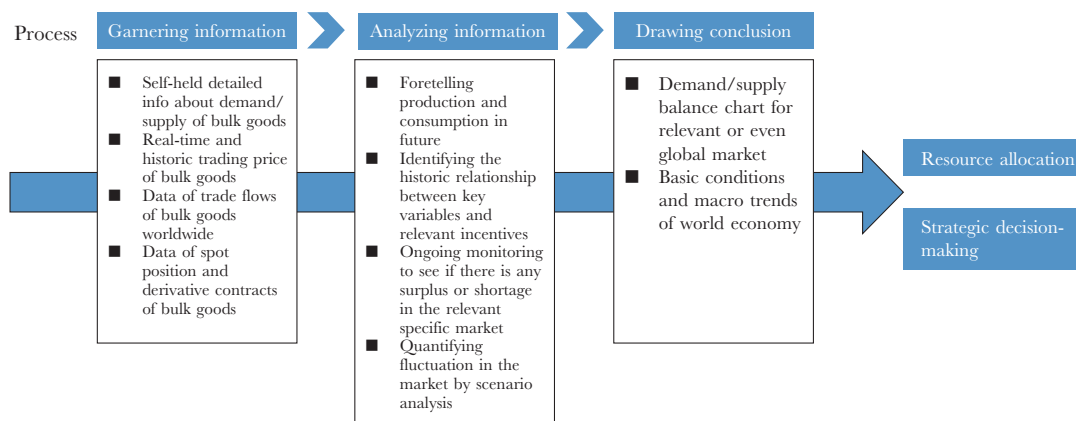 Process
Garnering information
Analyzing information
Drawing conclusion
■ Self-held detailed
info about demand/
supply of bulk goods
■ Real-time and
historic trading price
of bulk goods
■ Data of trade flows
of bulk goods
worldwide
■ Data of spot
position and
derivative contracts
of bulk goods
■ Foretelling
production and
consumption in
future
■ Identifying the
historic relationship
between key
variables and
relevant incentives
■ Ongoing monitoring
to see if there is any
surplus or shortage
in the relevant
specific market
■ Quantifying
fluctuation in the
market by scenario
analysis
■ Demand/supply
balance chart for
relevant or even
global market
■ Basic conditions
and macro trends
of world economy
Resource allocation
Strategic decision-
making